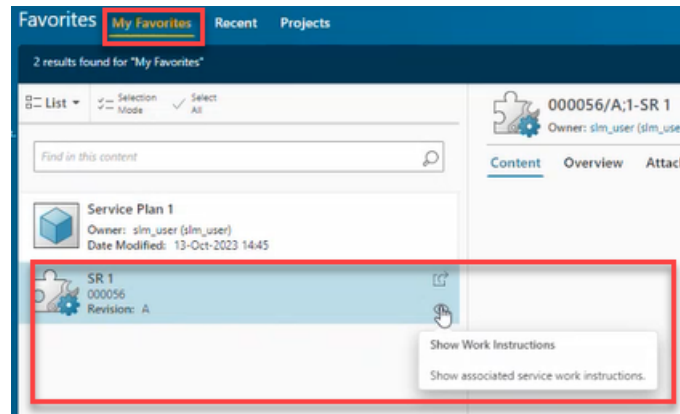 Favorites My Favorites Recent Projects
2 results found for "My Favorites"
List Selection Mode Select All
Find in this content
Service Plan 1
Owner: slm_user (slm_user)
Date Modified: 13-Oct-2023 14:45
SR 1
000056
Revision: A
000056/A;1-SR 1
Owner: slm_user (slm_use
Content Overview Attac
Show Work Instructions
Show associated service work instructions.